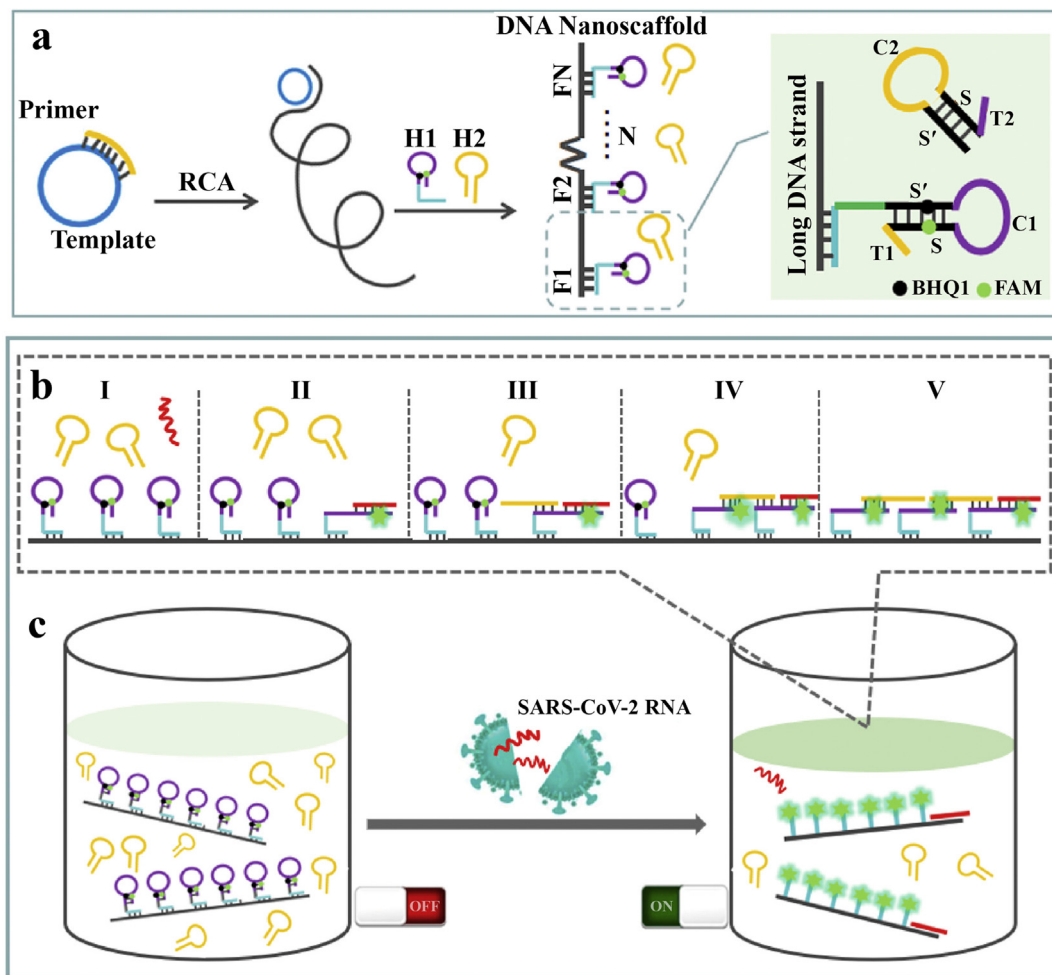 a
Primer
Template
RCA
H1 H2
DNA Nanoscaffold
FN
N
F2
F1
Long DNA strand
C2
S
S′
T2
S′
C1
T1
S
BHQ1 FAM
b
I II III IV V
c
SARS-CoV-2 RNA
OFF
ON